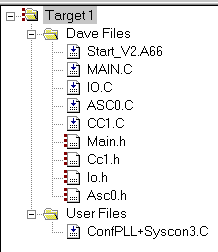 Target 1
Dave Files
Start_V2.A66
MAIN.C
IO.C
ASC0.C
CC1.C
Main.h
Cc1.h
Io.h
Asc0.h
User Files
ConfPLL+Syscon3.C